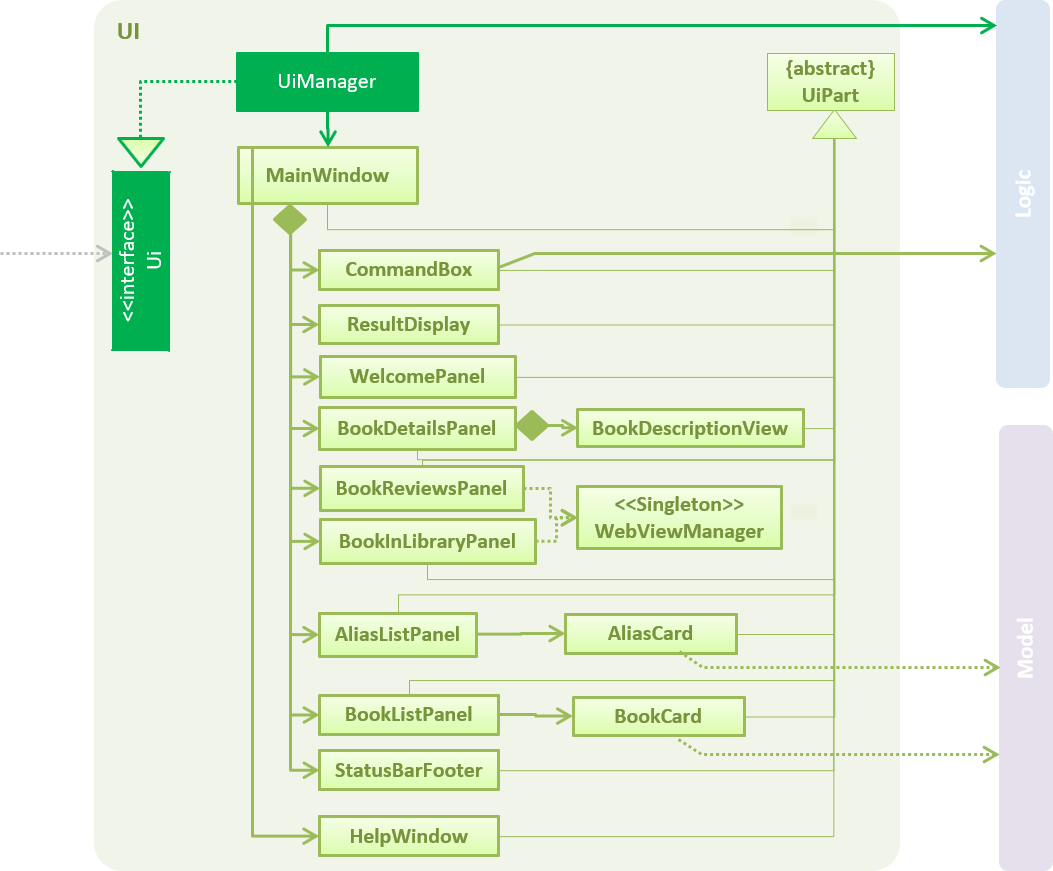 UI
UiManager
{abstract}
UiPart
Logic
<<interface>>
Ui
MainWindow
CommandBox
ResultDisplay
WelcomePanel
BookDetailsPanel
BookDescriptionView
BookReviewsPanel
<<Singleton>>
WebViewManager
BookInLibraryPanel
AliasListPanel
AliasCard
Model
BookListPanel
BookCard
StatusBarFooter
HelpWindow